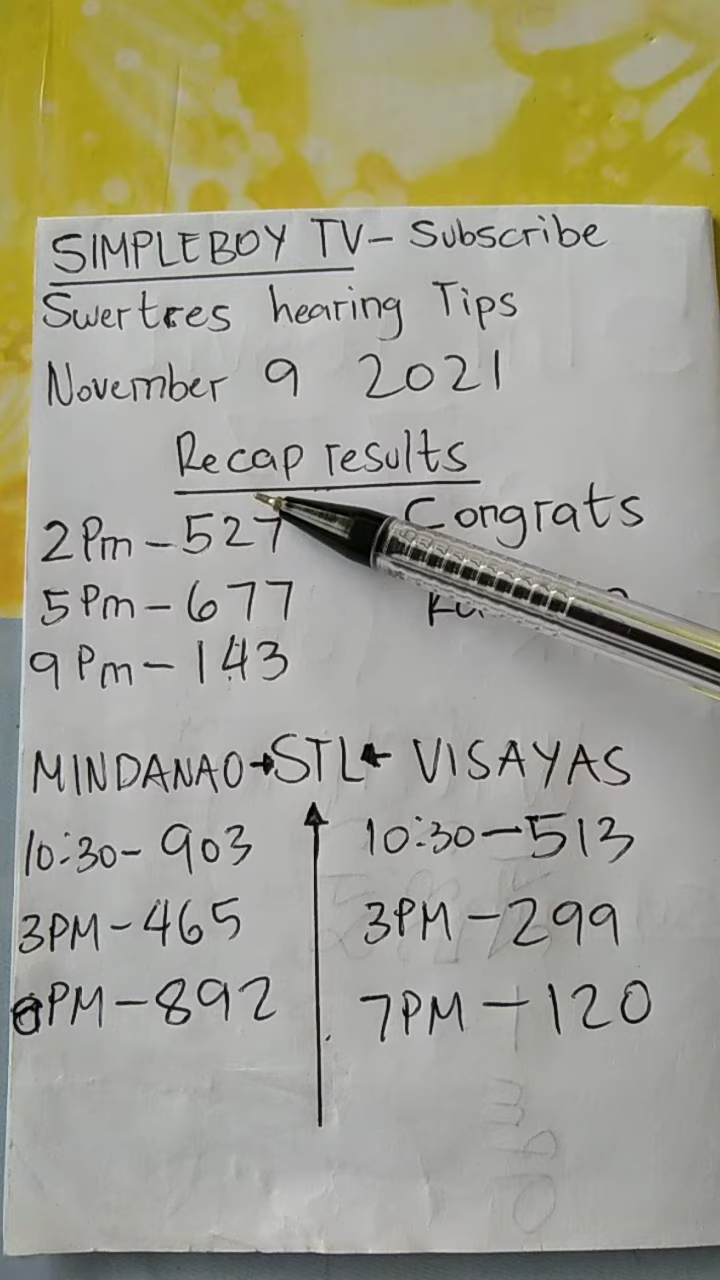 SIMPLEBOY TV - Subscribe
Swertres hearing Tips
November 9 2021
Recap results
2Pm - 527 Congrats
5Pm - 677
9Pm - 143
MINDANAO → STL ← VISAYAS
10:30 - 903 10:30 - 513
3PM - 465 3PM - 299
PM - 892 7PM - 120